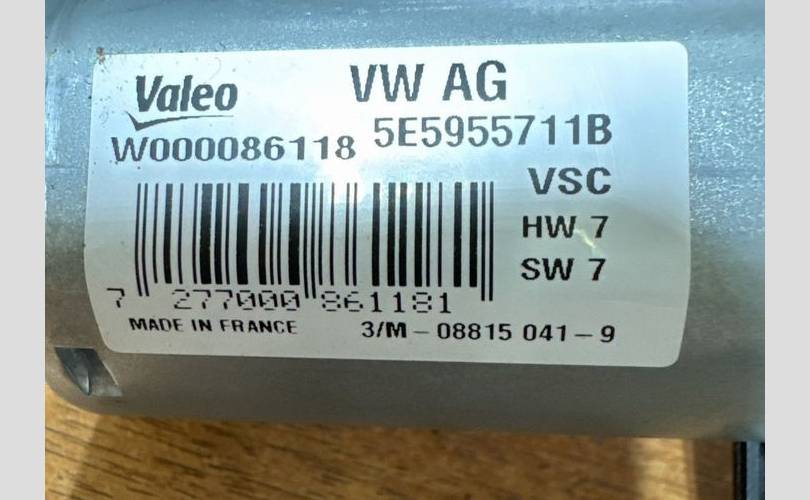 Valeo
VW AG
W000086118
5E5955711B
VSC
HW 7
SW 7
7 277000 861181
MADE IN FRANCE
3/M – 08815 041 – 9